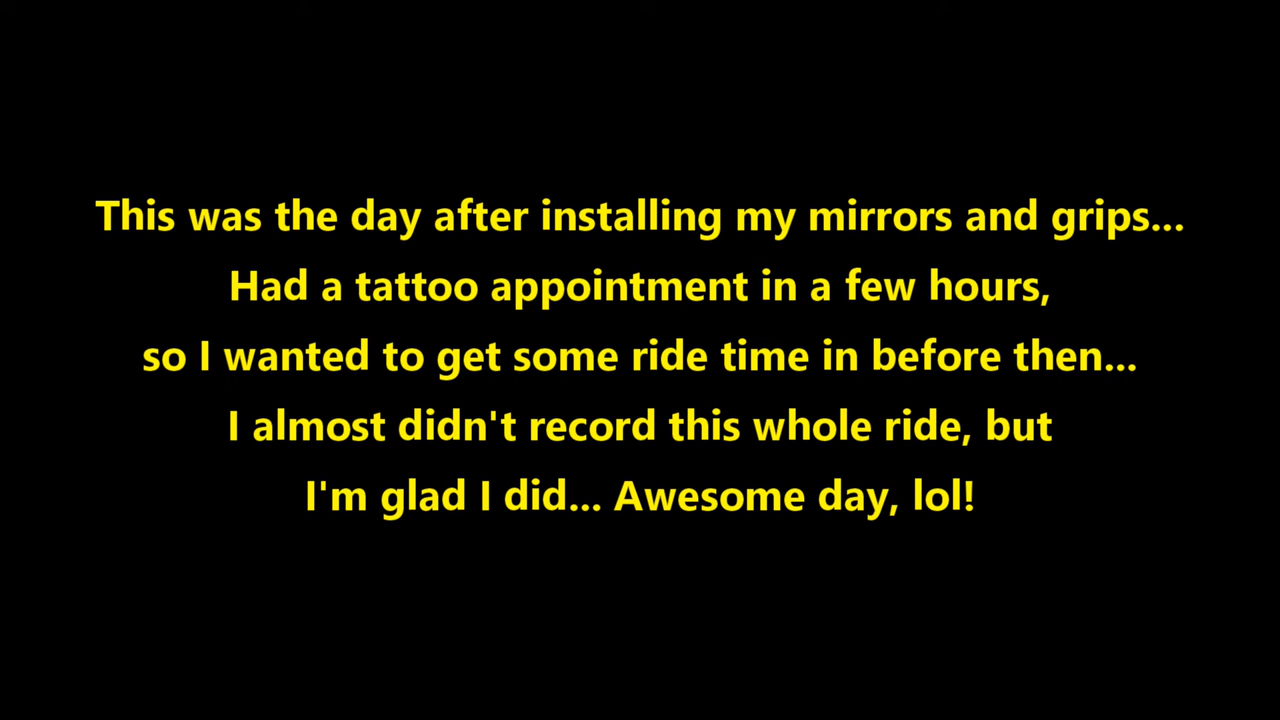 This was the day after installing my mirrors and grips...
Had a tattoo appointment in a few hours,
so I wanted to get some ride time in before then...
I almost didn't record this whole ride, but
I'm glad I did... Awesome day, lol!